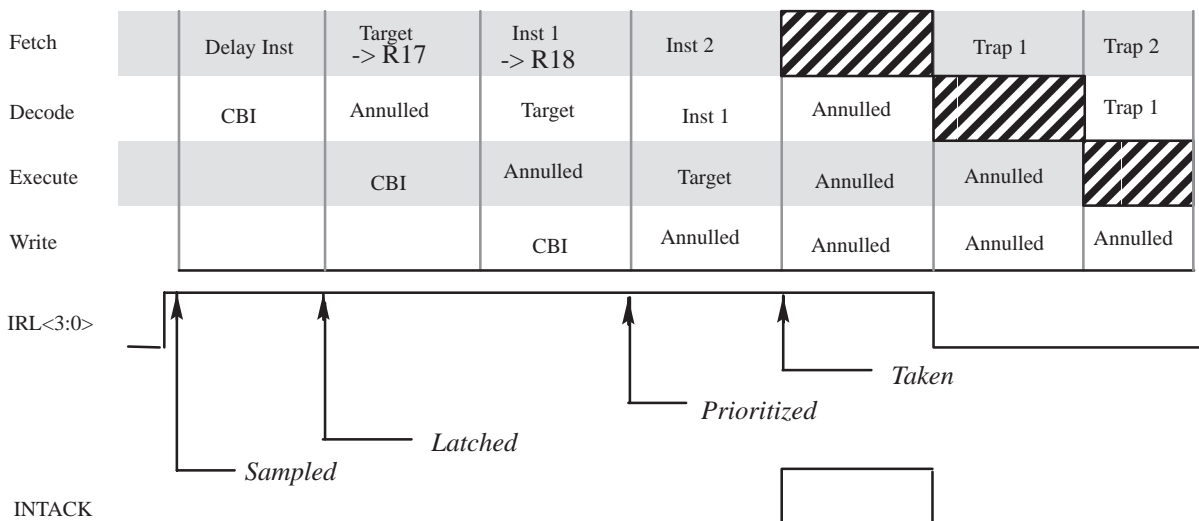 Fetch
Delay Inst
Target
-> R17
Inst 1
-> R18
Inst 2
Trap 1
Trap 2
Decode
CBI
Annulled
Target
Inst 1
Annulled
Trap 1
Execute
CBI
Annulled
Target
Annulled
Annulled
Write
CBI
Annulled
Annulled
Annulled
Annulled
IRL<3:0>
Taken
Prioritized
Latched
Sampled
INTACK